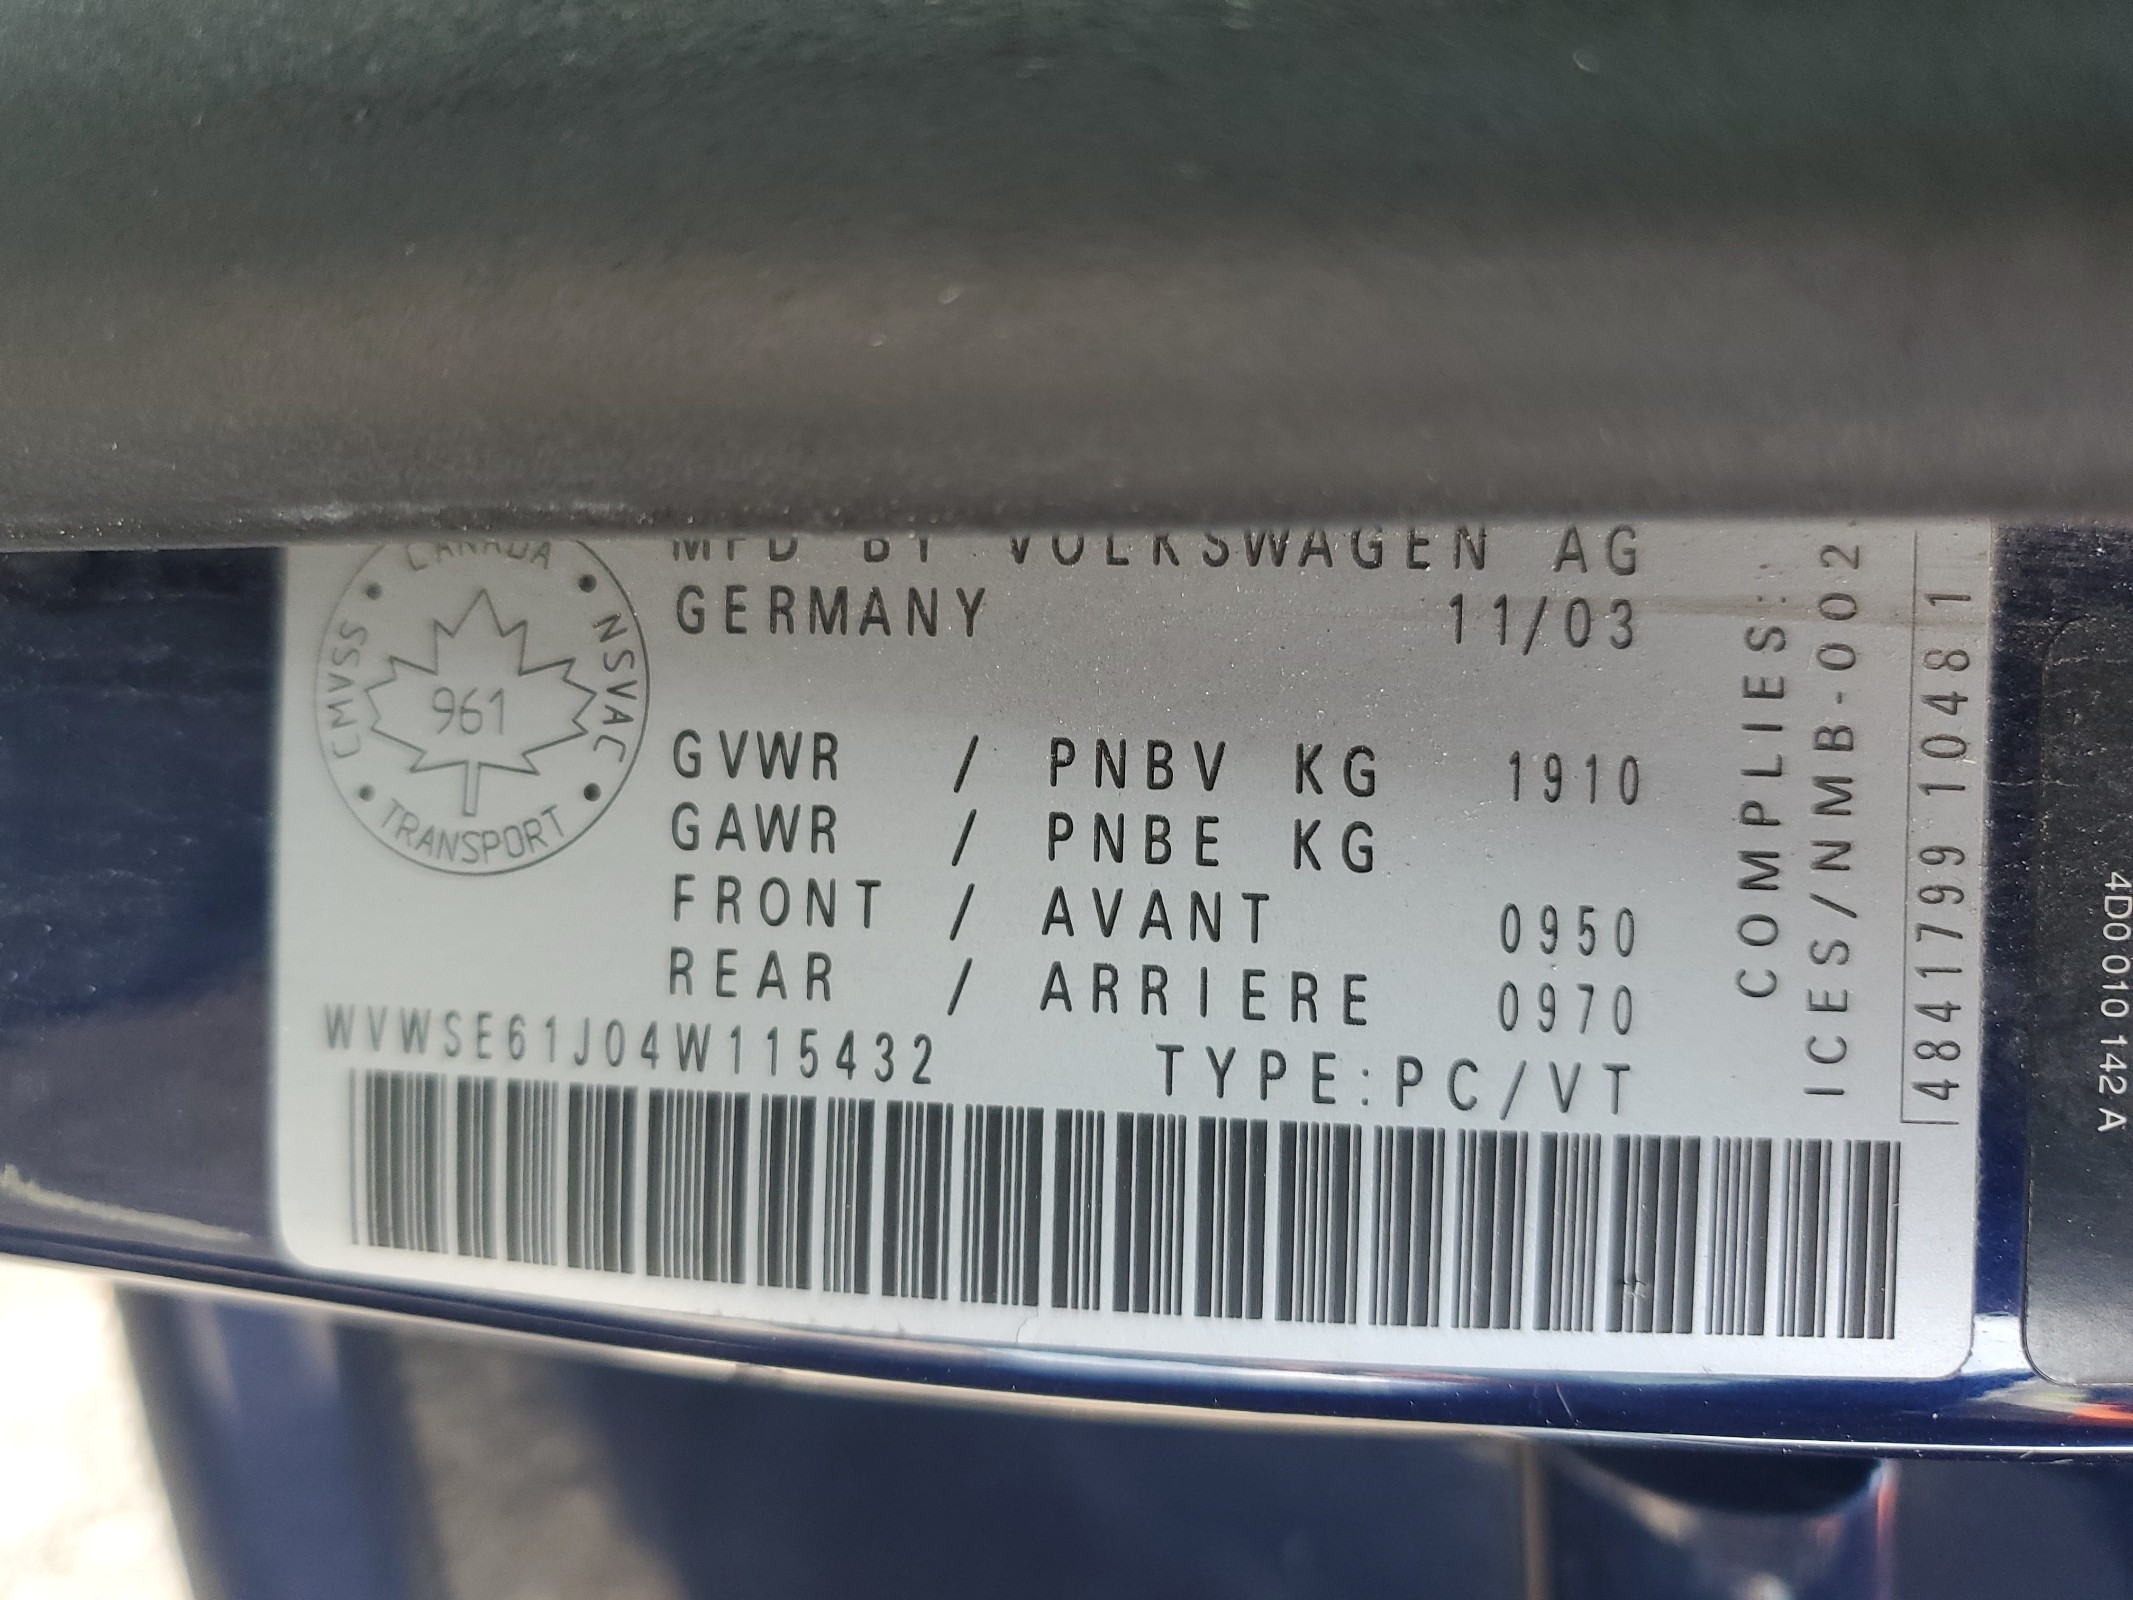 CANADA
NSVAC
TRANSPORT
CMVSS
961
MFD BY VOLKSWAGEN AG
GERMANY 11/03
GVWR / PNBV KG 1910
GAWR / PNBE KG
FRONT / AVANT 0950
REAR / ARRIERE 0970
WVWSE61J04W115432 TYPE:PC/VT
COMPLIES:
ICES/NMB-002
4841799 10481
4D0 010 142 A